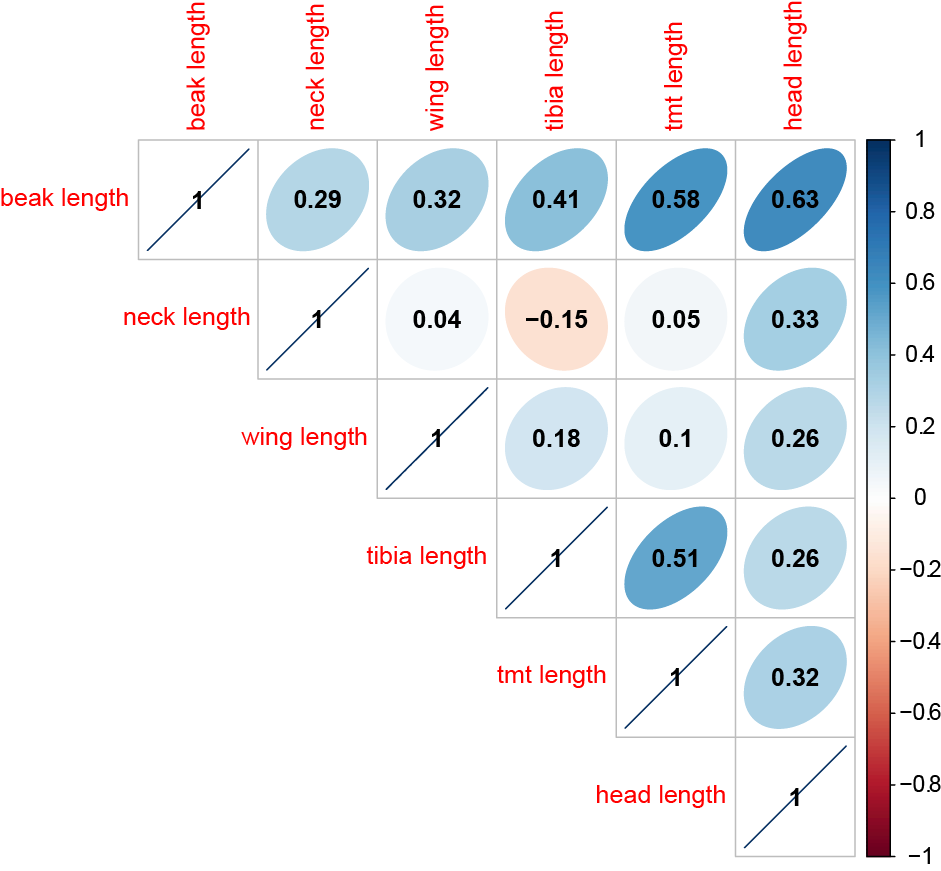 beak length
neck length
wing length
tibia length
tmt length
head length
beak length 1 0.29 0.32 0.41 0.58 0.63
neck length 1 0.04 −0.15 0.05 0.33
wing length 1 0.18 0.1 0.26
tibia length 1 0.51 0.26
tmt length 1 0.32
head length 1
1
0.8
0.6
0.4
0.2
0
−0.2
−0.4
−0.6
−0.8
−1